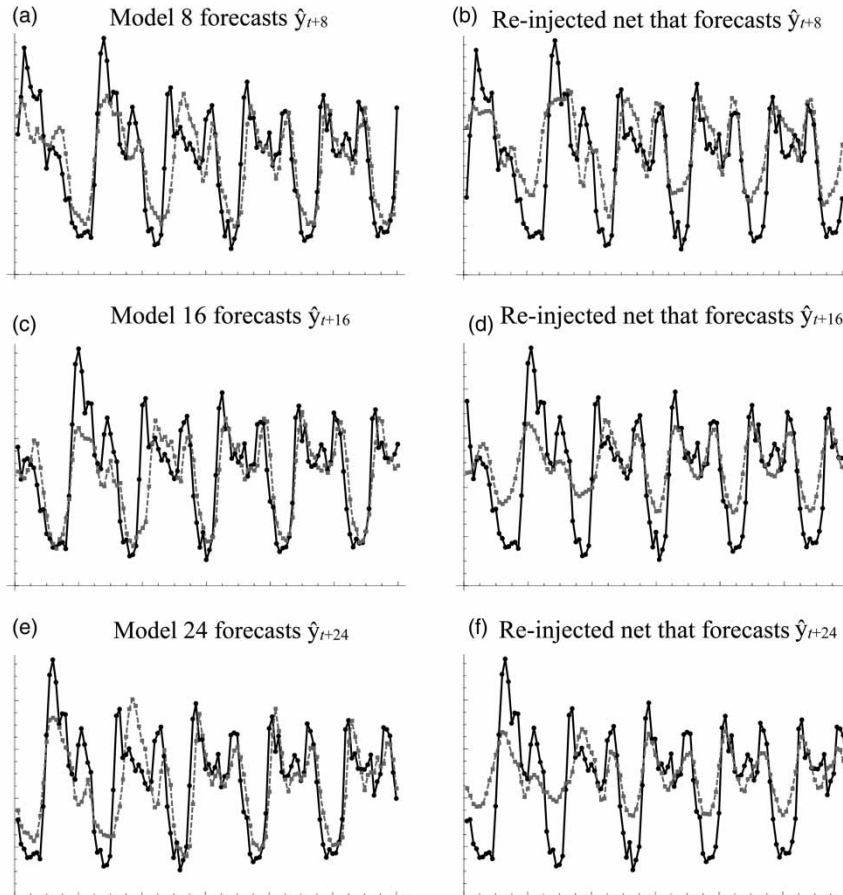 (a) Model 8 forecasts ŷt+8
(b) Re-injected net that forecasts ŷt+8
(c) Model 16 forecasts ŷt+16
(d) Re-injected net that forecasts ŷt+16
(e) Model 24 forecasts ŷt+24
(f) Re-injected net that forecasts ŷt+24